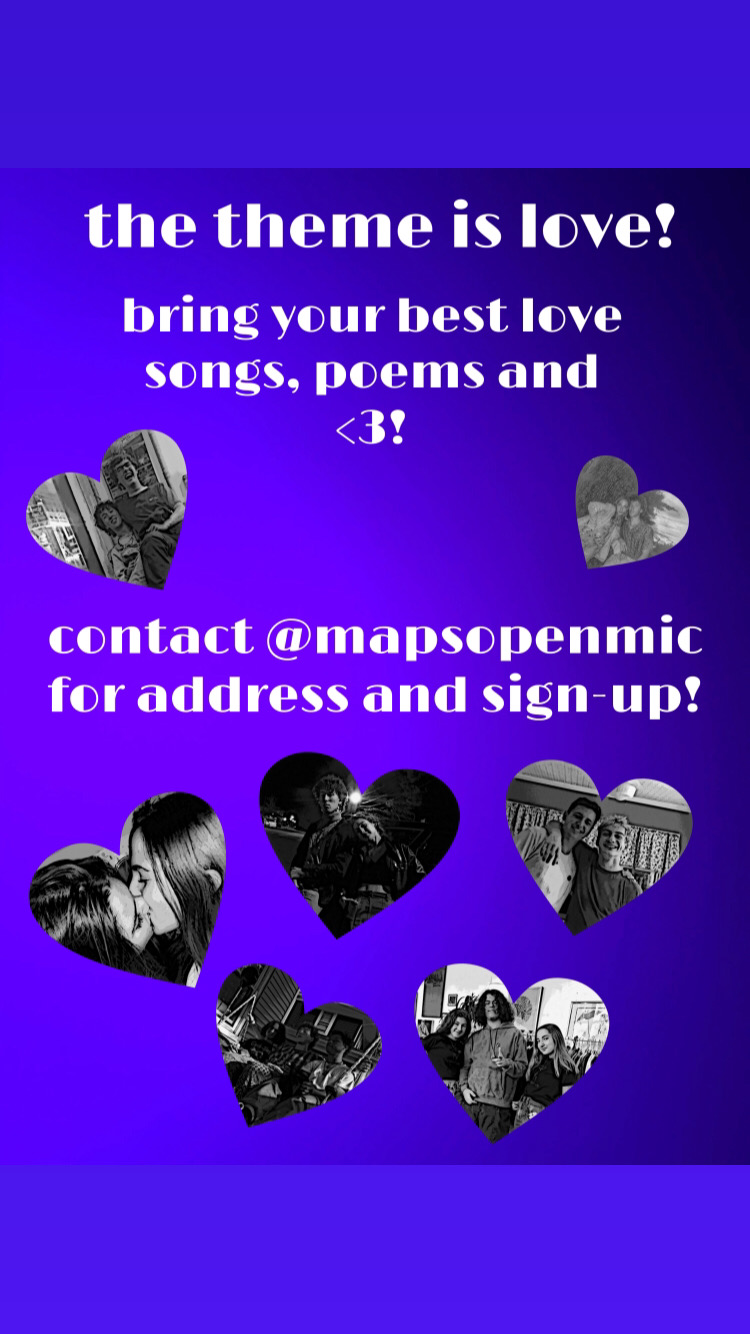 the theme is love!
bring your best love
songs, poems and
<3!
contact @mapsopenmic
for address and sign-up!